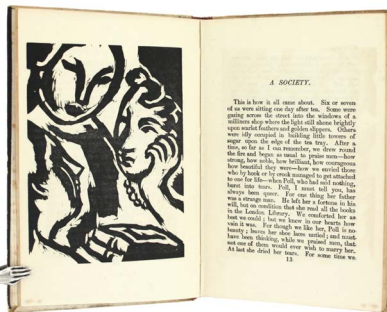 A SOCIETY.
This is how it all came about. Six or seven
of us were sitting one day after tea. Some were
gazing across the street into the windows of a
milliner's shop where the light still shone brightly
upon scarlet feathers and golden slippers. Others
were idly occupied in building little towers of
sugar upon the edge of the tea tray. After a
time, so far as I can remember, we drew round
the fire and began as usual to praise men—how
strong, how noble, how brilliant, how courageous
how beautiful they were—how we envied those
who by hook or by crook managed to get attached
to one for life—when Poll, who had said nothing,
burst into tears. Poll, I must tell you, has
always been queer. For one thing her father
was a strange man. He left her a fortune in his
will, but on condition that she read all the books
in the London Library. We comforted her as
best we could; but we knew in our hearts how
vain it was. For though we like her, Poll is no
beauty; leaves her shoe laces untied; and must
have been thinking, while we praised men, that
not one of them would ever wish to marry her.
At last she dried her tears. For some time we
13